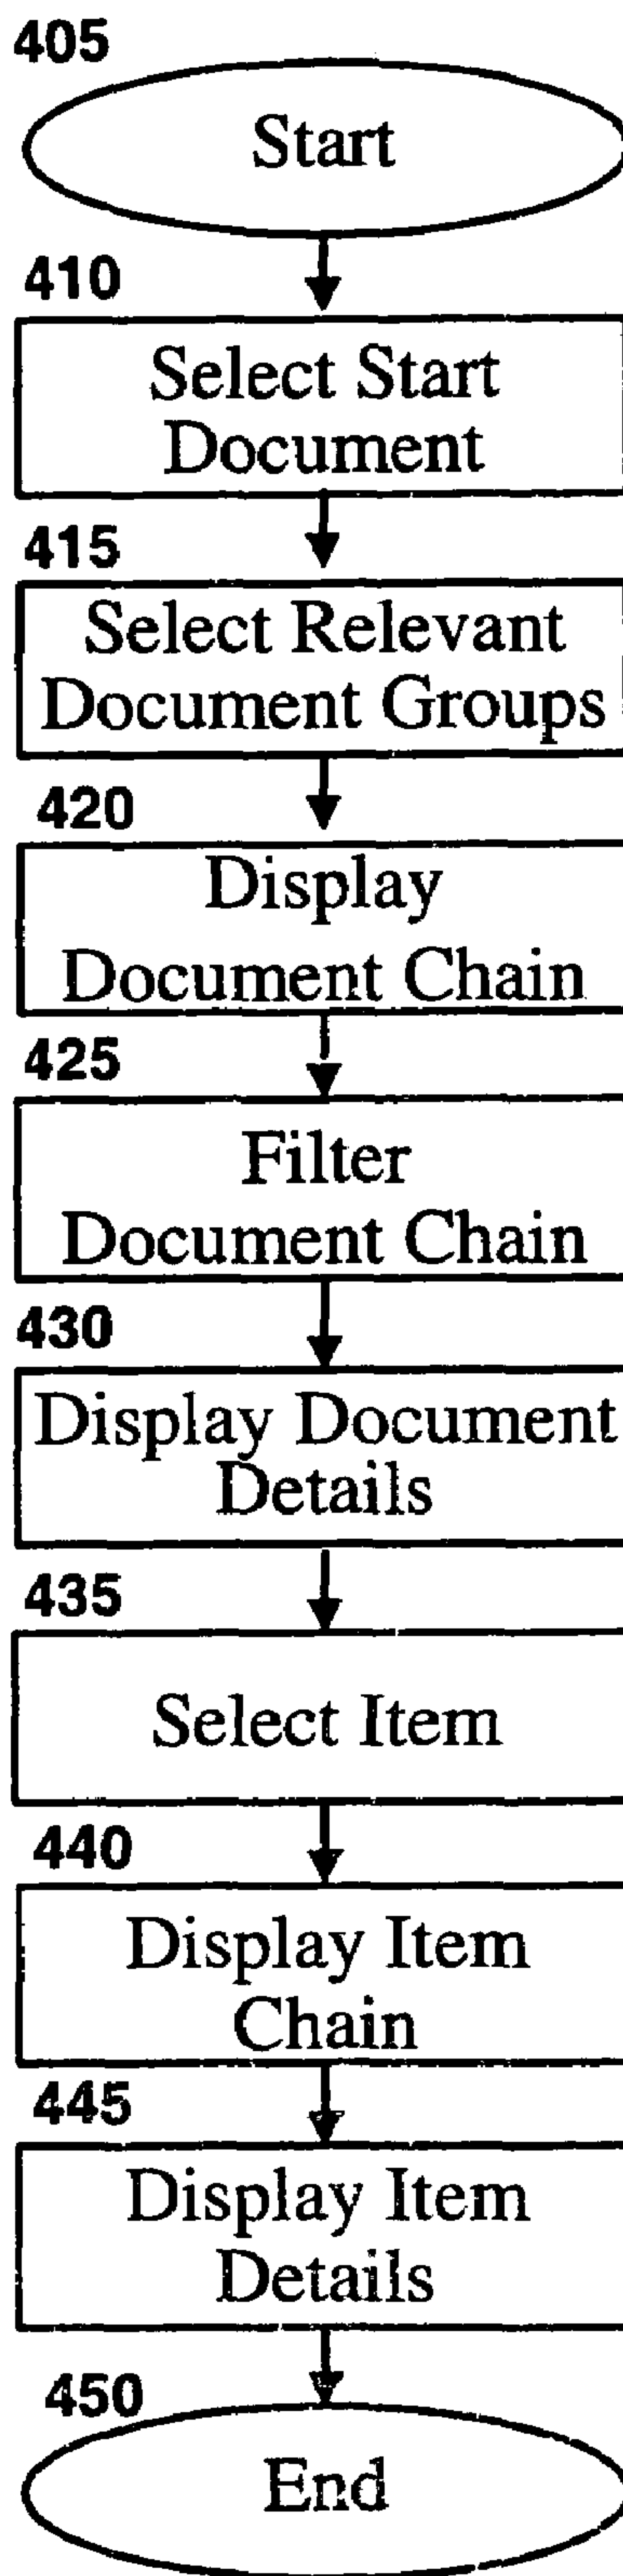 405
Start
410
Select Start
Document
415
Select Relevant
Document Groups
420
Display
Document Chain
425
Filter
Document Chain
430
Display Document
Details
435
Select Item
440
Display Item
Chain
445
Display Item
Details
450
End